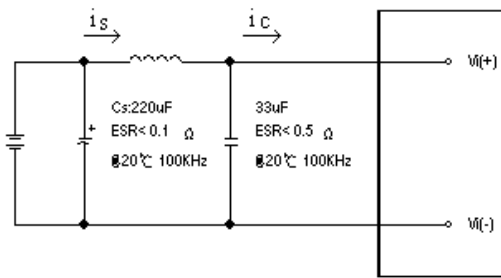 is
ic
Vi(+)
Cs:220uF
ESR<0.1 Ω
@20℃ 100KHz
33uF
ESR<0.5 Ω
@20℃ 100KHz
+
Vi(-)